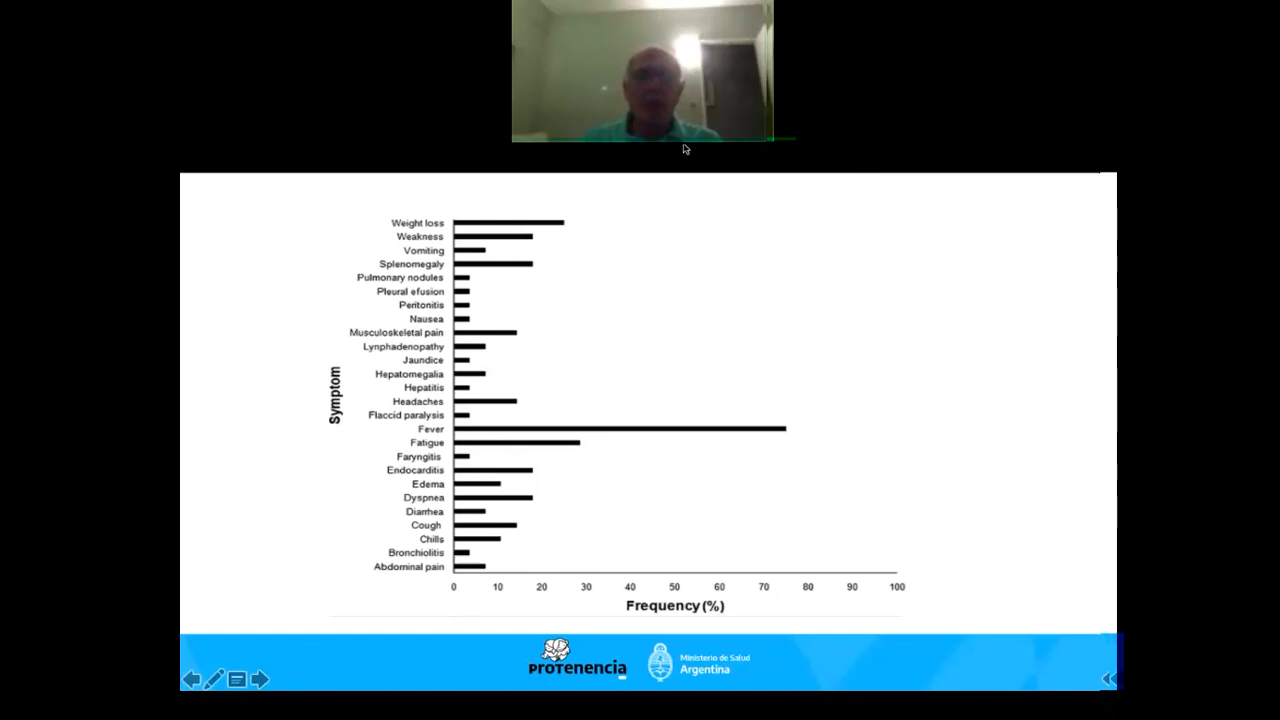 Weight loss
Weakness
Vomiting
Splenomegaly
Pulmonary nodules
Pleural efusion
Peritonitis
Nausea
Musculoskeletal pain
Lymphadenopathy
Jaundice
Hepatomegalia
Hepatitis
Headaches
Flaccid paralysis
Fever
Fatigue
Faryngitis
Endocarditis
Edema
Dyspnea
Diarrhea
Cough
Chills
Bronchiolitis
Abdominal pain
Symptom
0 10 20 30 40 50 60 70 80 90 100
Frequency (%)
PROTENENCIA
Ministerio de Salud
Argentina